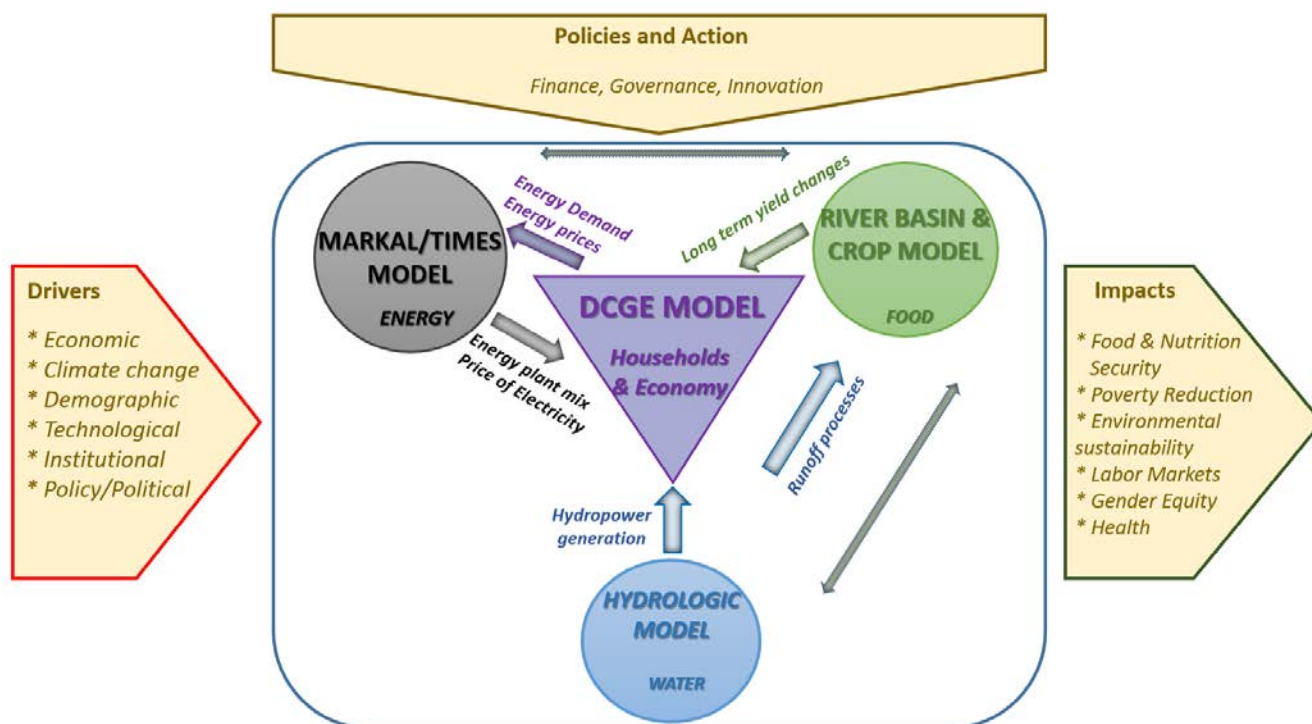 Policies and Action
Finance, Governance, Innovation
Drivers
* Economic
* Climate change
* Demographic
* Technological
* Institutional
* Policy/Political
MARKAL/TIMES
MODEL
ENERGY
Energy Demand
Energy prices
Energy plant mix
Price of Electricity
DCGE MODEL
Households
& Economy
Long term yield changes
RIVER BASIN &
CROP MODEL
FOOD
Runoff processes
Hydropower
generation
HYDROLOGIC
MODEL
WATER
Impacts
* Food & Nutrition
Security
* Poverty Reduction
* Environmental
sustainability
* Labor Markets
* Gender Equity
* Health